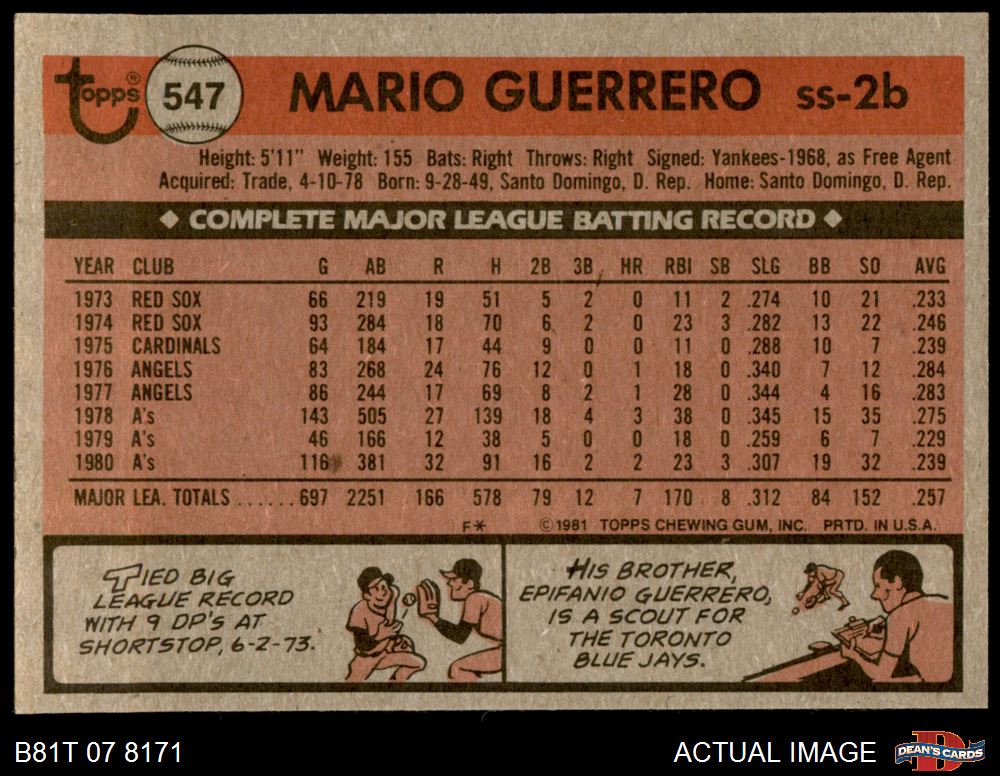 topps®
547
MARIO GUERRERO ss-2b
Height: 5'11" Weight: 155 Bats: Right Throws: Right Signed: Yankees-1968, as Free Agent
Acquired: Trade, 4-10-78 Born: 9-28-49, Santo Domingo, D. Rep. Home: Santo Domingo, D. Rep.
◆ COMPLETE MAJOR LEAGUE BATTING RECORD ◆
YEAR CLUB G AB R H 2B 3B HR RBI SB SLG BB SO AVG
1973 RED SOX 66 219 19 51 5 2 0 11 2 .274 10 21 .233
1974 RED SOX 93 284 18 70 6 2 0 23 3 .282 13 22 .246
1975 CARDINALS 64 184 17 44 9 0 0 11 0 .288 10 7 .239
1976 ANGELS 83 268 24 76 12 0 1 18 0 .340 7 12 .284
1977 ANGELS 86 244 17 69 8 2 1 28 0 .344 4 16 .283
1978 A's 143 505 27 139 18 4 3 38 0 .345 15 35 .275
1979 A's 46 166 12 38 5 0 0 18 0 .259 6 7 .229
1980 A's 116 381 32 91 16 2 2 23 3 .307 19 32 .239
MAJOR LEA. TOTALS ...... 697 2251 166 578 79 12 7 170 8 .312 84 152 .257
F* ©1981 TOPPS CHEWING GUM, INC. PRTD. IN U.S.A.
TIED BIG
LEAGUE RECORD
WITH 9 DP'S AT
SHORTSTOP, 6-2-73.
HIS BROTHER,
EPIFANIO GUERRERO,
IS A SCOUT FOR
THE TORONTO
BLUE JAYS.
B81T 07 8171
ACTUAL IMAGE
D
DEAN'S CARDS